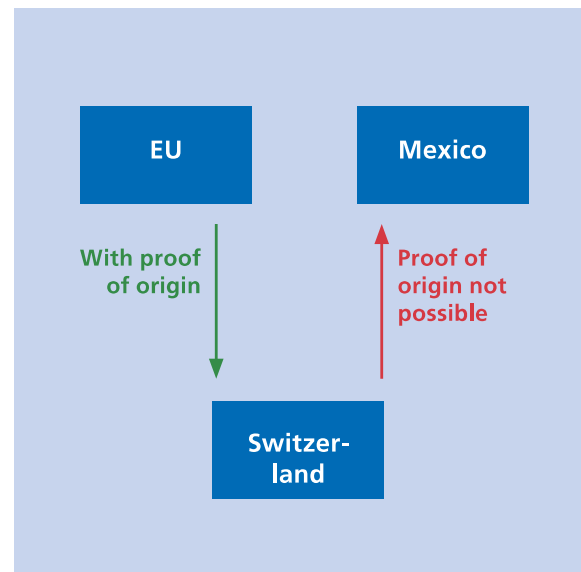 EU
Mexico
With proof
of origin
Proof of
origin not
possible
Switzer-
land